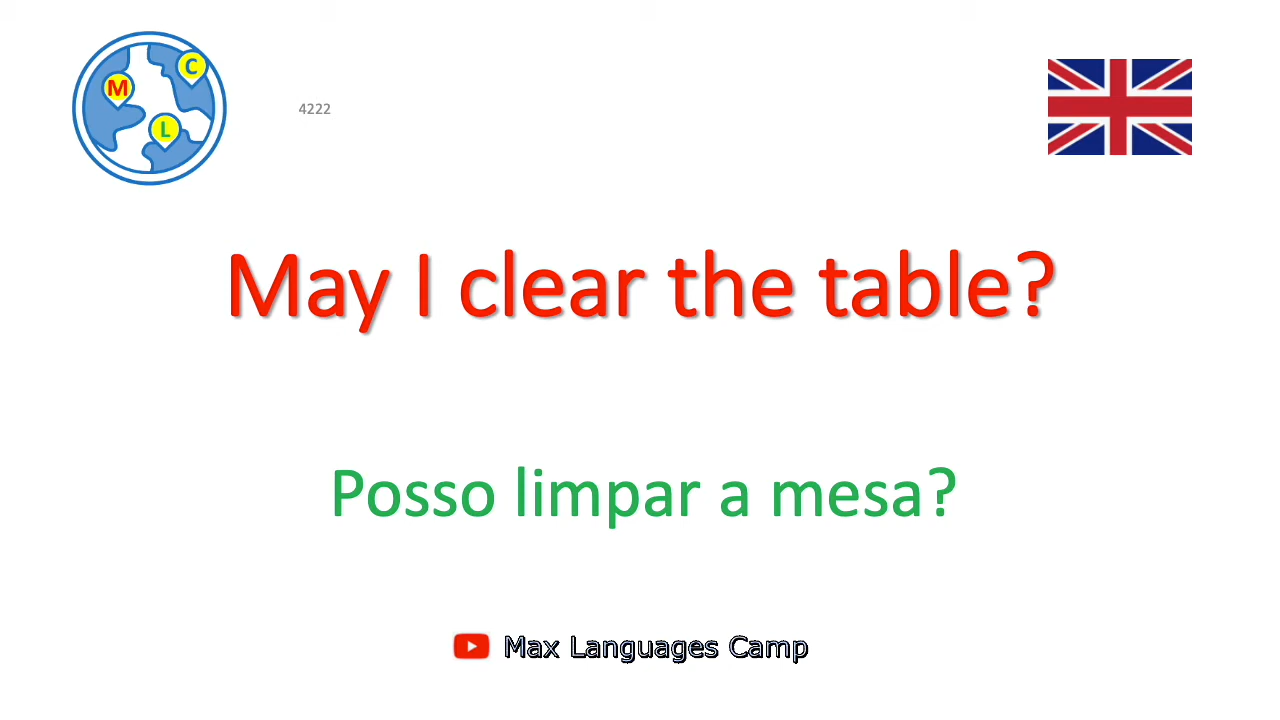 C
M
L
4222
May I clear the table?
Posso limpar a mesa?
Max Languages Camp